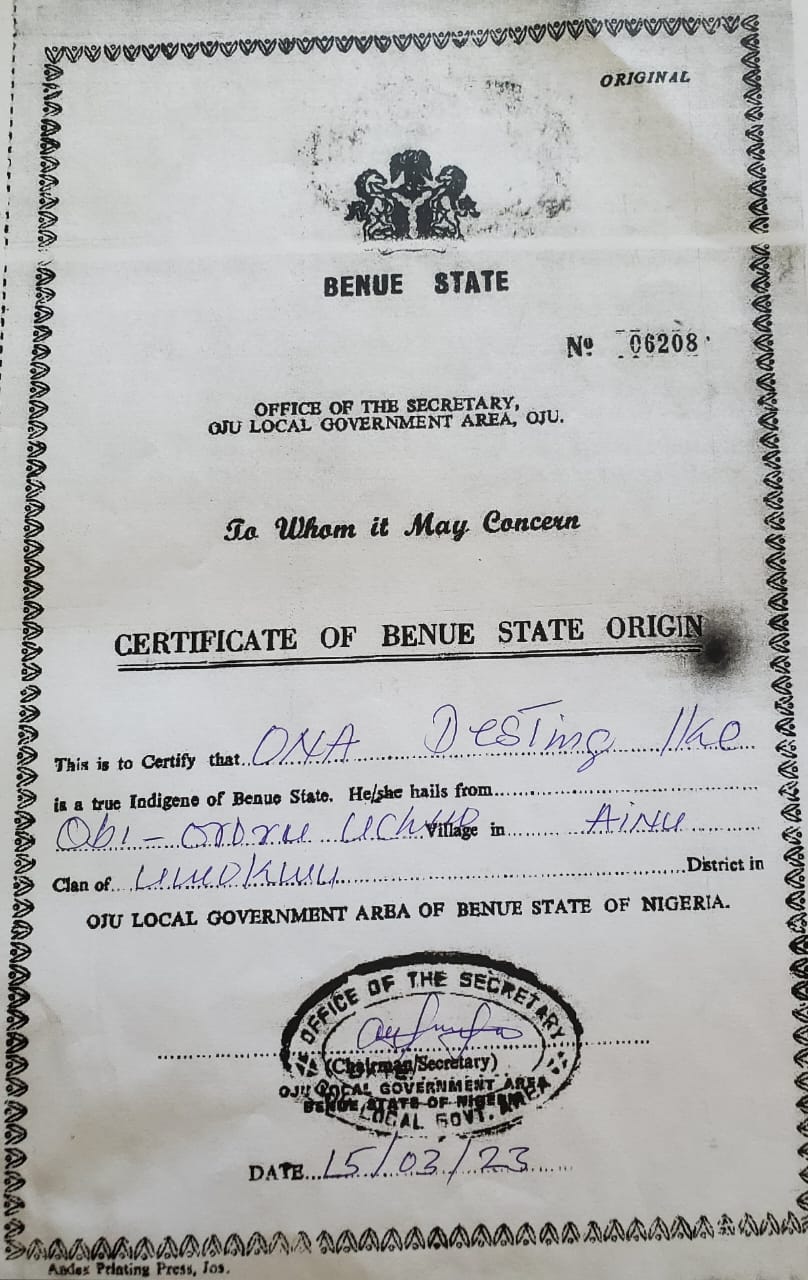 ORIGINAL
BENUE STATE
Nº 06208
OFFICE OF THE SECRETARY,
OJU LOCAL GOVERNMENT AREA, OJU.
To Whom it May Concern
CERTIFICATE OF BENUE STATE ORIGIN
This is to Certify that ONA Destiny Ike
is a true Indigene of Benue State. He/she hails from
Obi - Village in Ainu
Clan of Uwokwu District in
OJU LOCAL GOVERNMENT AREA OF BENUE STATE OF NIGERIA.
OFFICE OF THE SECRETARY
(Chairman/Secretary)
OJU LOCAL GOVERNMENT AREA
BENUE STATE OF NIGERIA
LOCAL GOVT. AREA
DATE 15/03/23
Andex Printing Press, Jos.